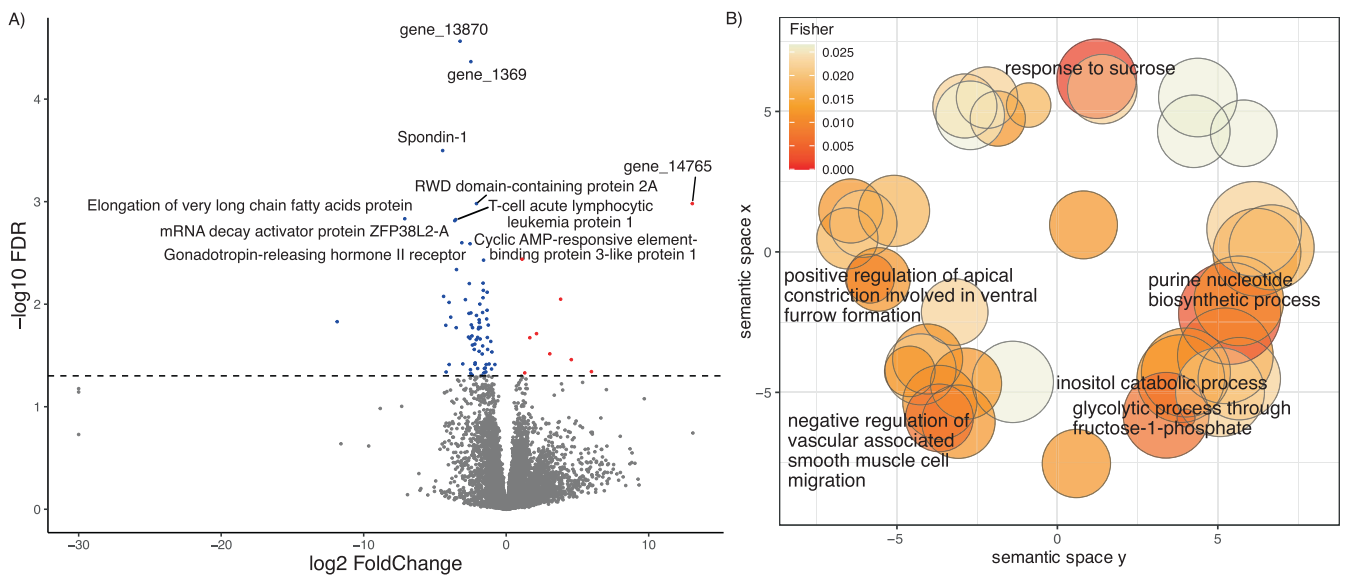 A)
gene_13870
gene_1369
4
Spondin-1
gene_14765
3
RWD domain-containing protein 2A
Elongation of very long chain fatty acids protein
T-cell acute lymphocytic
leukemia protein 1
mRNA decay activator protein ZFP38L2-A
Cyclic AMP-responsive element-
binding protein 3-like protein 1
Gonadotropin-releasing hormone II receptor
2
1
0
−log10 FDR
−30
−20
−10
0
10
log2 FoldChange
B)
Fisher
0.025
0.020
0.015
0.010
0.005
0.000
response to sucrose
5
0
−5
semantic space x
positive regulation of apical
constriction involved in ventral
furrow formation
purine nucleotide
biosynthetic process
inositol catabolic process
glycolytic process through
fructose-1-phosphate
negative regulation of
vascular associated
smooth muscle cell
migration
−5
0
5
semantic space y